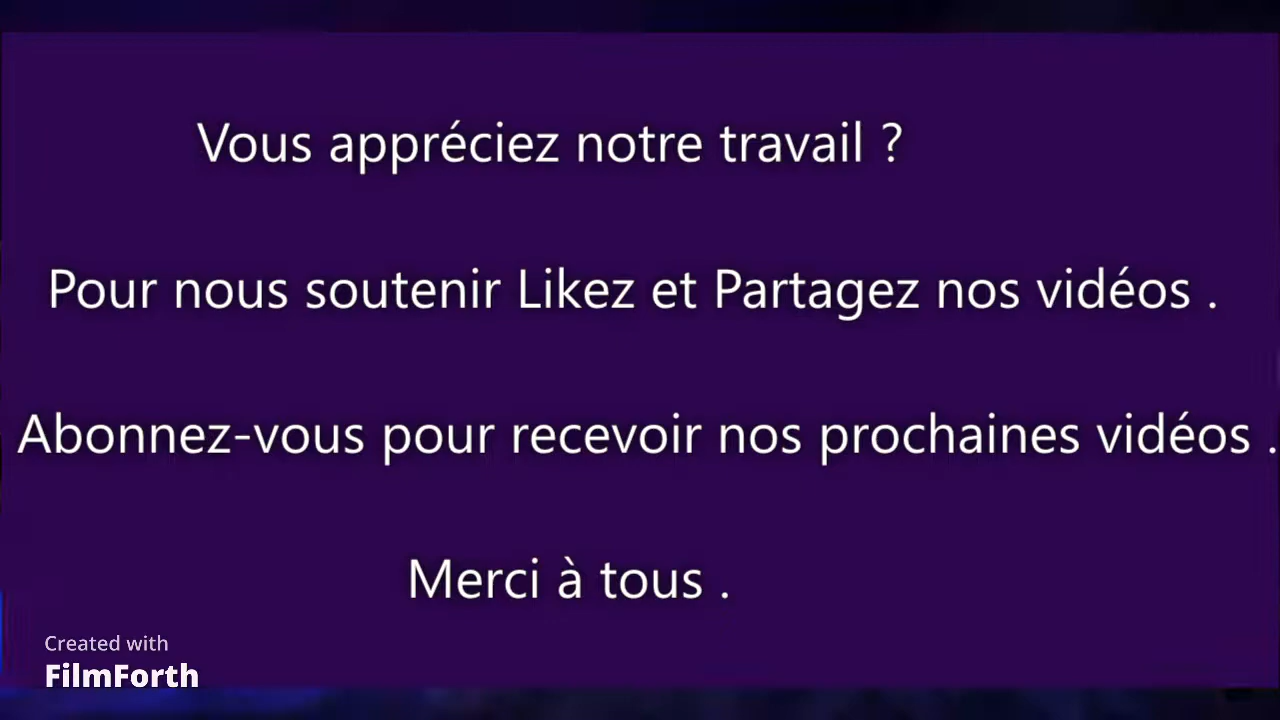 Vous appréciez notre travail ?
Pour nous soutenir Likez et Partagez nos vidéos .
Abonnez-vous pour recevoir nos prochaines vidéos .
Merci à tous .
Created with
FilmForth